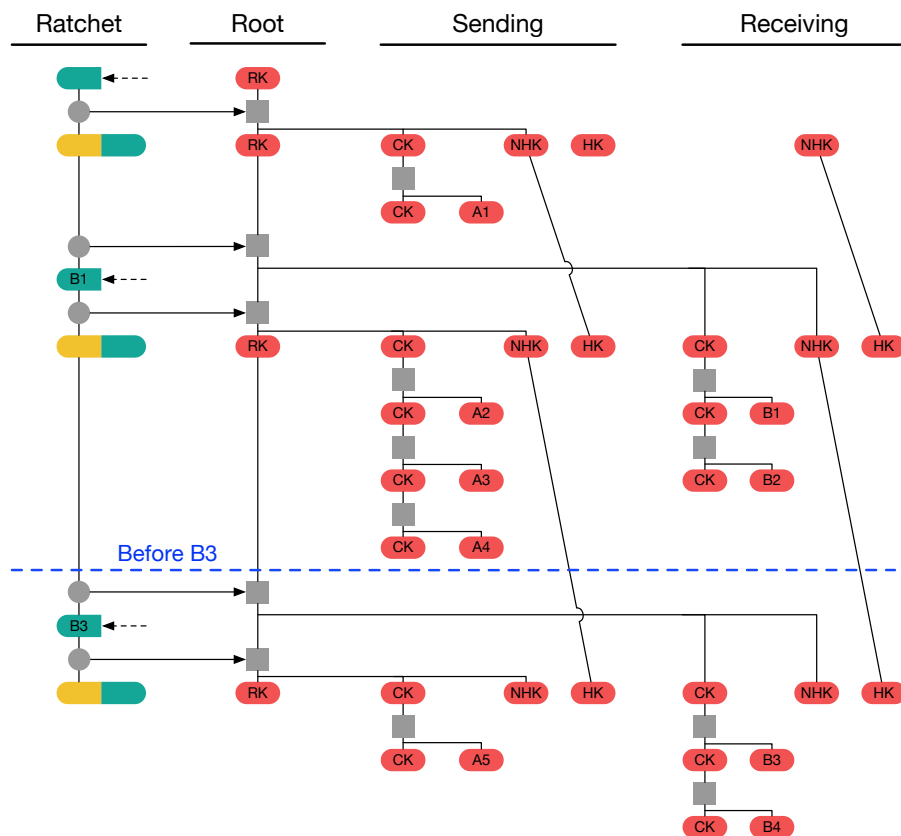 Ratchet Root Sending Receiving
RK
RK CK NHK HK NHK
CK A1
B1
RK CK NHK HK CK NHK HK
CK A2 CK B1
CK A3 CK B2
CK A4
Before B3
B3
RK CK NHK HK CK NHK HK
CK A5 CK B3
CK B4